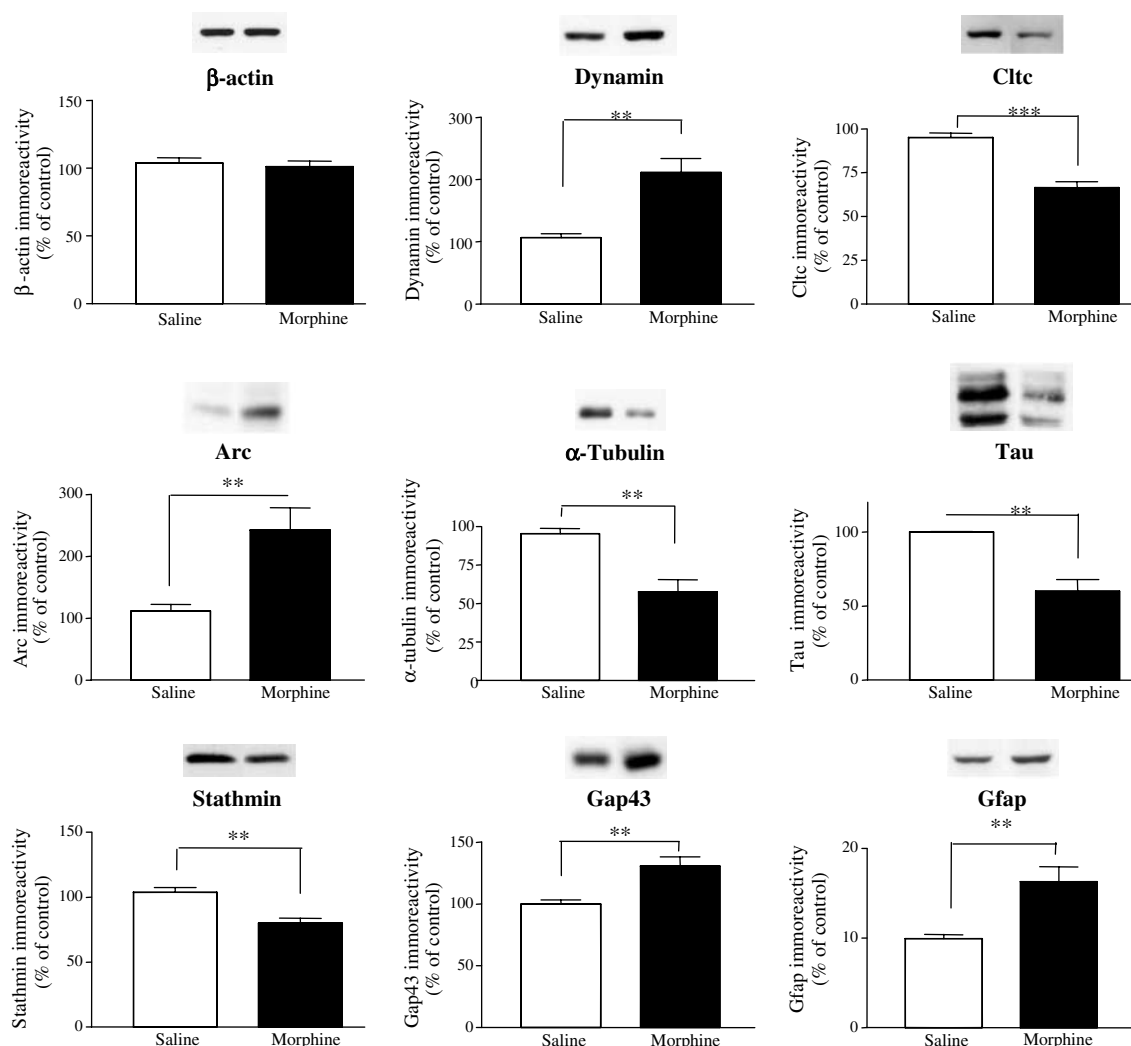 β-actin
β-actin immoreactivity
(% of control)
150
100
50
0
Saline Morphine
Dynamin
Dynamin immoreactivity
(% of control)
300
200
100
0
**
Saline Morphine
Cltc
Cltc immoreactivity
(% of control)
100
75
25
0
***
Saline Morphine
Arc
Arc immoreactivity
(% of control)
300
200
100
0
**
Saline Morphine
α-Tubulin
α-tubulin immoreactivity
(% of control)
100
75
50
25
0
**
Saline Morphine
Tau
Tau immoreactivity
(% of control)
100
50
0
**
Saline Morphine
Stathmin
Stathmin immoreactivity
(% of control)
150
100
50
0
**
Saline Morphine
Gap43
Gap43 immoreactivity
(% of control)
150
100
50
0
**
Saline Morphine
Gfap
Gfap immoreactivity
(% of control)
20
10
0
**
Saline Morphine